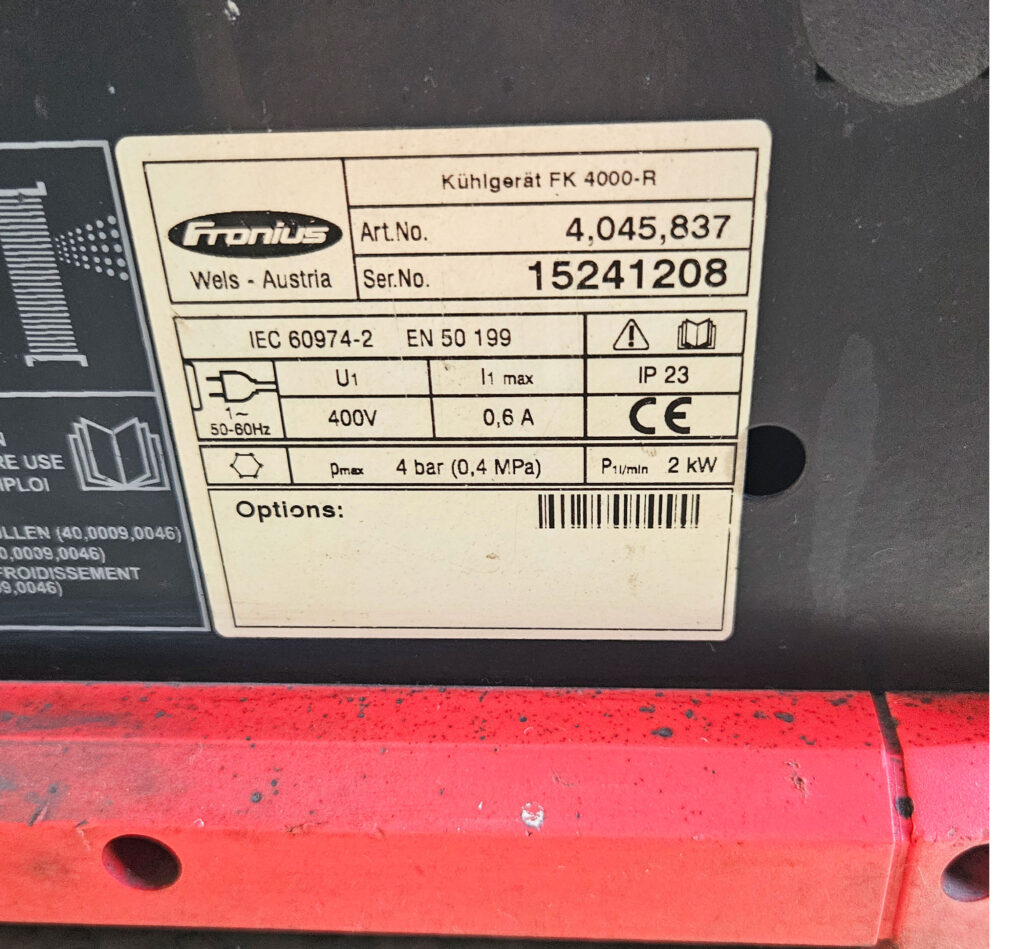 Kühlgerät FK 4000-R
Fronius
Art.No. 4,045,837
Wels - Austria
Ser.No. 15241208
IEC 60974-2 EN 50 199
U1 I1 max IP 23
1~
50-60Hz
400V 0,6 A CE
pmax 4 bar (0,4 MPa) P1l/min 2 kW
Options:
N
RE USE
PLOI
LLEN (40,0009,0046)
0,0009,0046)
FROIDISSEMENT
09,0046)